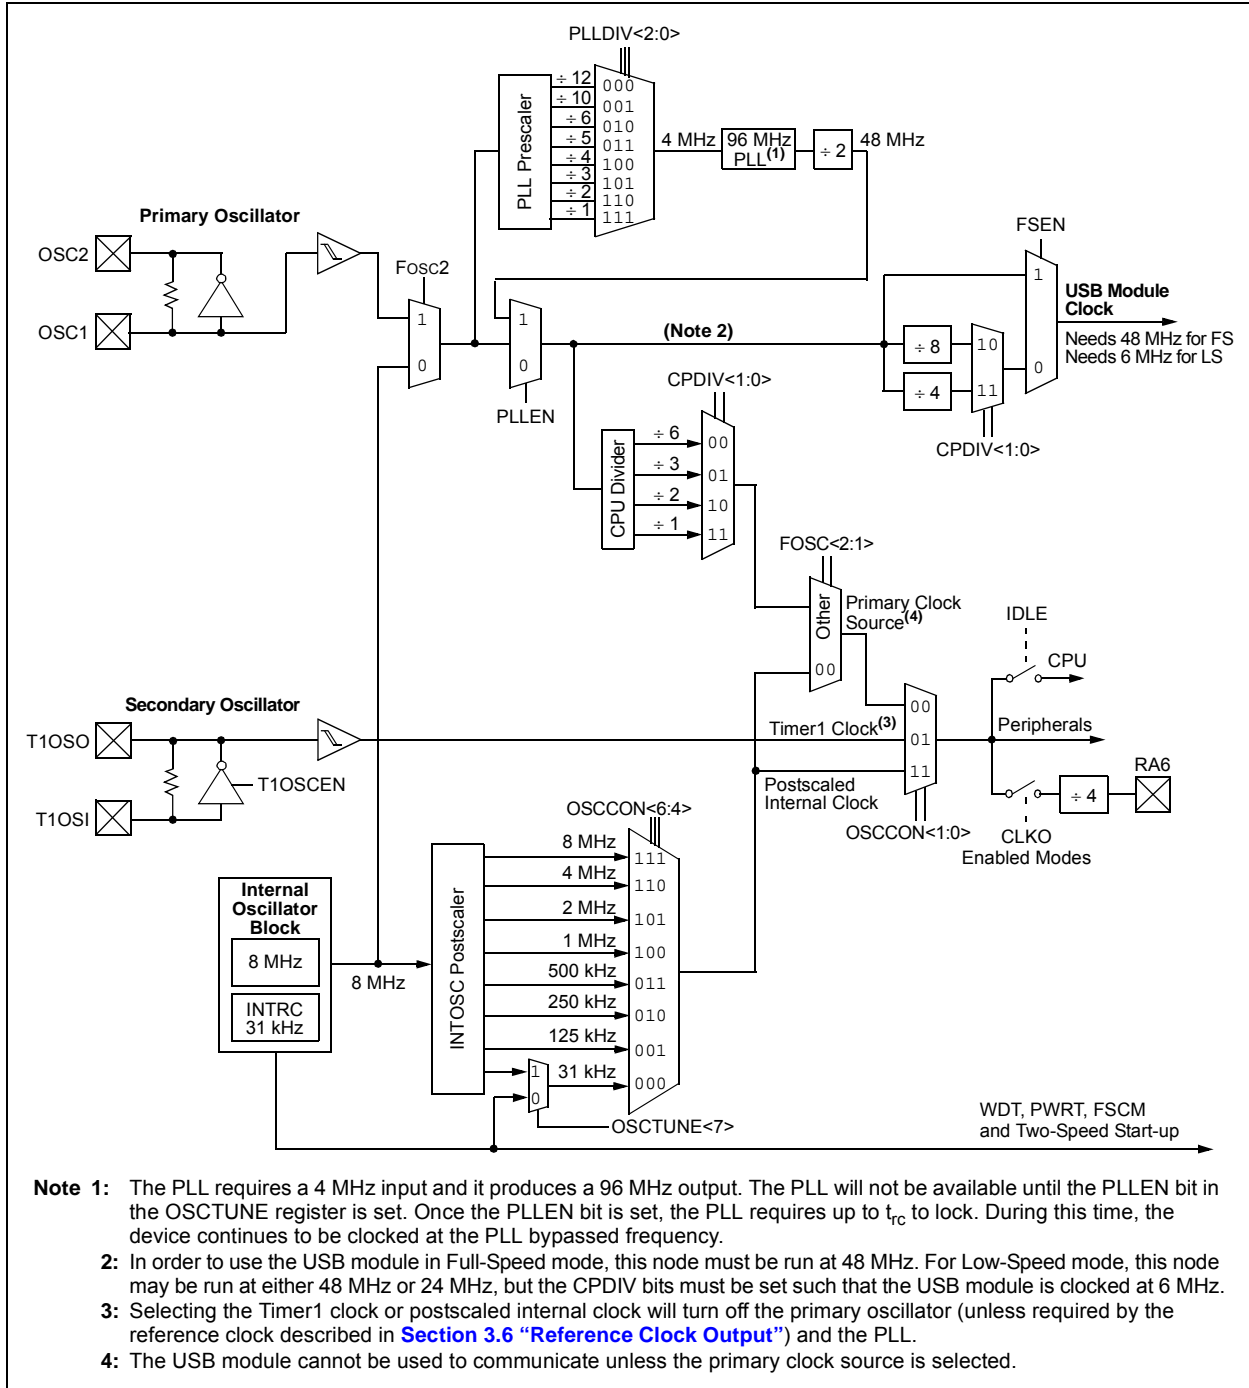 PLLDIV<2:0>
PLL Prescaler
÷ 12
÷ 10
÷ 6
÷ 5
÷ 4
÷ 3
÷ 2
÷ 1
000
001
010
011
100
101
110
111
4 MHz
96 MHz
PLL(1)
÷ 2
48 MHz
Primary Oscillator
OSC2
OSC1
FOSC2
1
0
1
0
PLLEN
(Note 2)
FSEN
1
0
USB Module
Clock
Needs 48 MHz for FS
Needs 6 MHz for LS
÷ 8
÷ 4
10
11
CPDIV<1:0>
CPDIV<1:0>
CPU Divider
÷ 6
÷ 3
÷ 2
÷ 1
00
01
10
11
FOSC<2:1>
Other
00
Primary Clock
Source(4)
IDLE
CPU
Secondary Oscillator
T1OSO
T1OSI
T1OSCEN
Timer1 Clock(3)
00
01
11
Peripherals
RA6
÷ 4
Postscaled
Internal Clock
OSCCON<1:0>
CLKO
Enabled Modes
OSCCON<6:4>
Internal
Oscillator
Block
8 MHz
INTRC
31 kHz
8 MHz
INTOSC Postscaler
8 MHz
4 MHz
2 MHz
1 MHz
500 kHz
250 kHz
125 kHz
31 kHz
111
110
101
100
011
010
001
000
1
0
OSCTUNE<7>
WDT, PWRT, FSCM
and Two-Speed Start-up
Note 1: The PLL requires a 4 MHz input and it produces a 96 MHz output. The PLL will not be available until the PLLEN bit in
the OSCTUNE register is set. Once the PLLEN bit is set, the PLL requires up to trc to lock. During this time, the
device continues to be clocked at the PLL bypassed frequency.
2: In order to use the USB module in Full-Speed mode, this node must be run at 48 MHz. For Low-Speed mode, this node
may be run at either 48 MHz or 24 MHz, but the CPDIV bits must be set such that the USB module is clocked at 6 MHz.
3: Selecting the Timer1 clock or postscaled internal clock will turn off the primary oscillator (unless required by the
reference clock described in Section 3.6 “Reference Clock Output”) and the PLL.
4: The USB module cannot be used to communicate unless the primary clock source is selected.